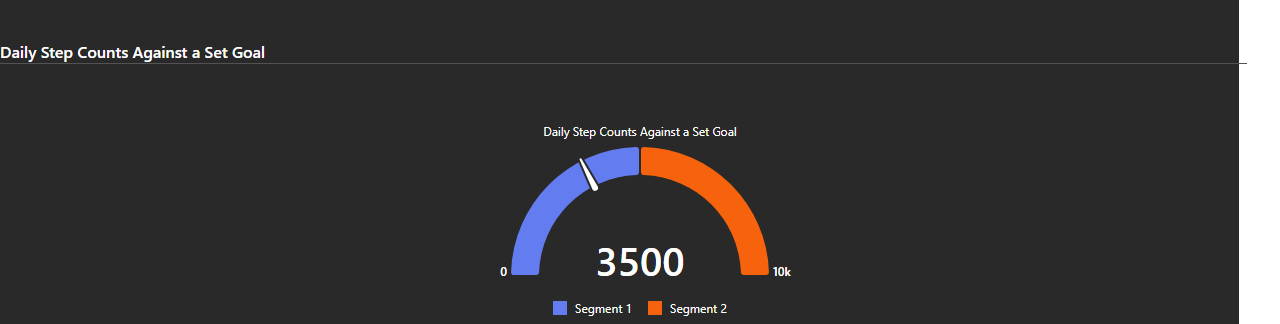 Daily Step Counts Against a Set Goal
Daily Step Counts Against a Set Goal
3500
0
10k
Segment 1
Segment 2